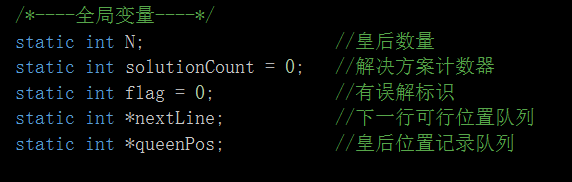 /*----全局变量----*/
static int N; //皇后数量
static int solutionCount = 0; //解决方案计数器
static int flag = 0; //有误解标识
static int *nextLine; //下一行可行位置队列
static int *queenPos; //皇后位置记录队列